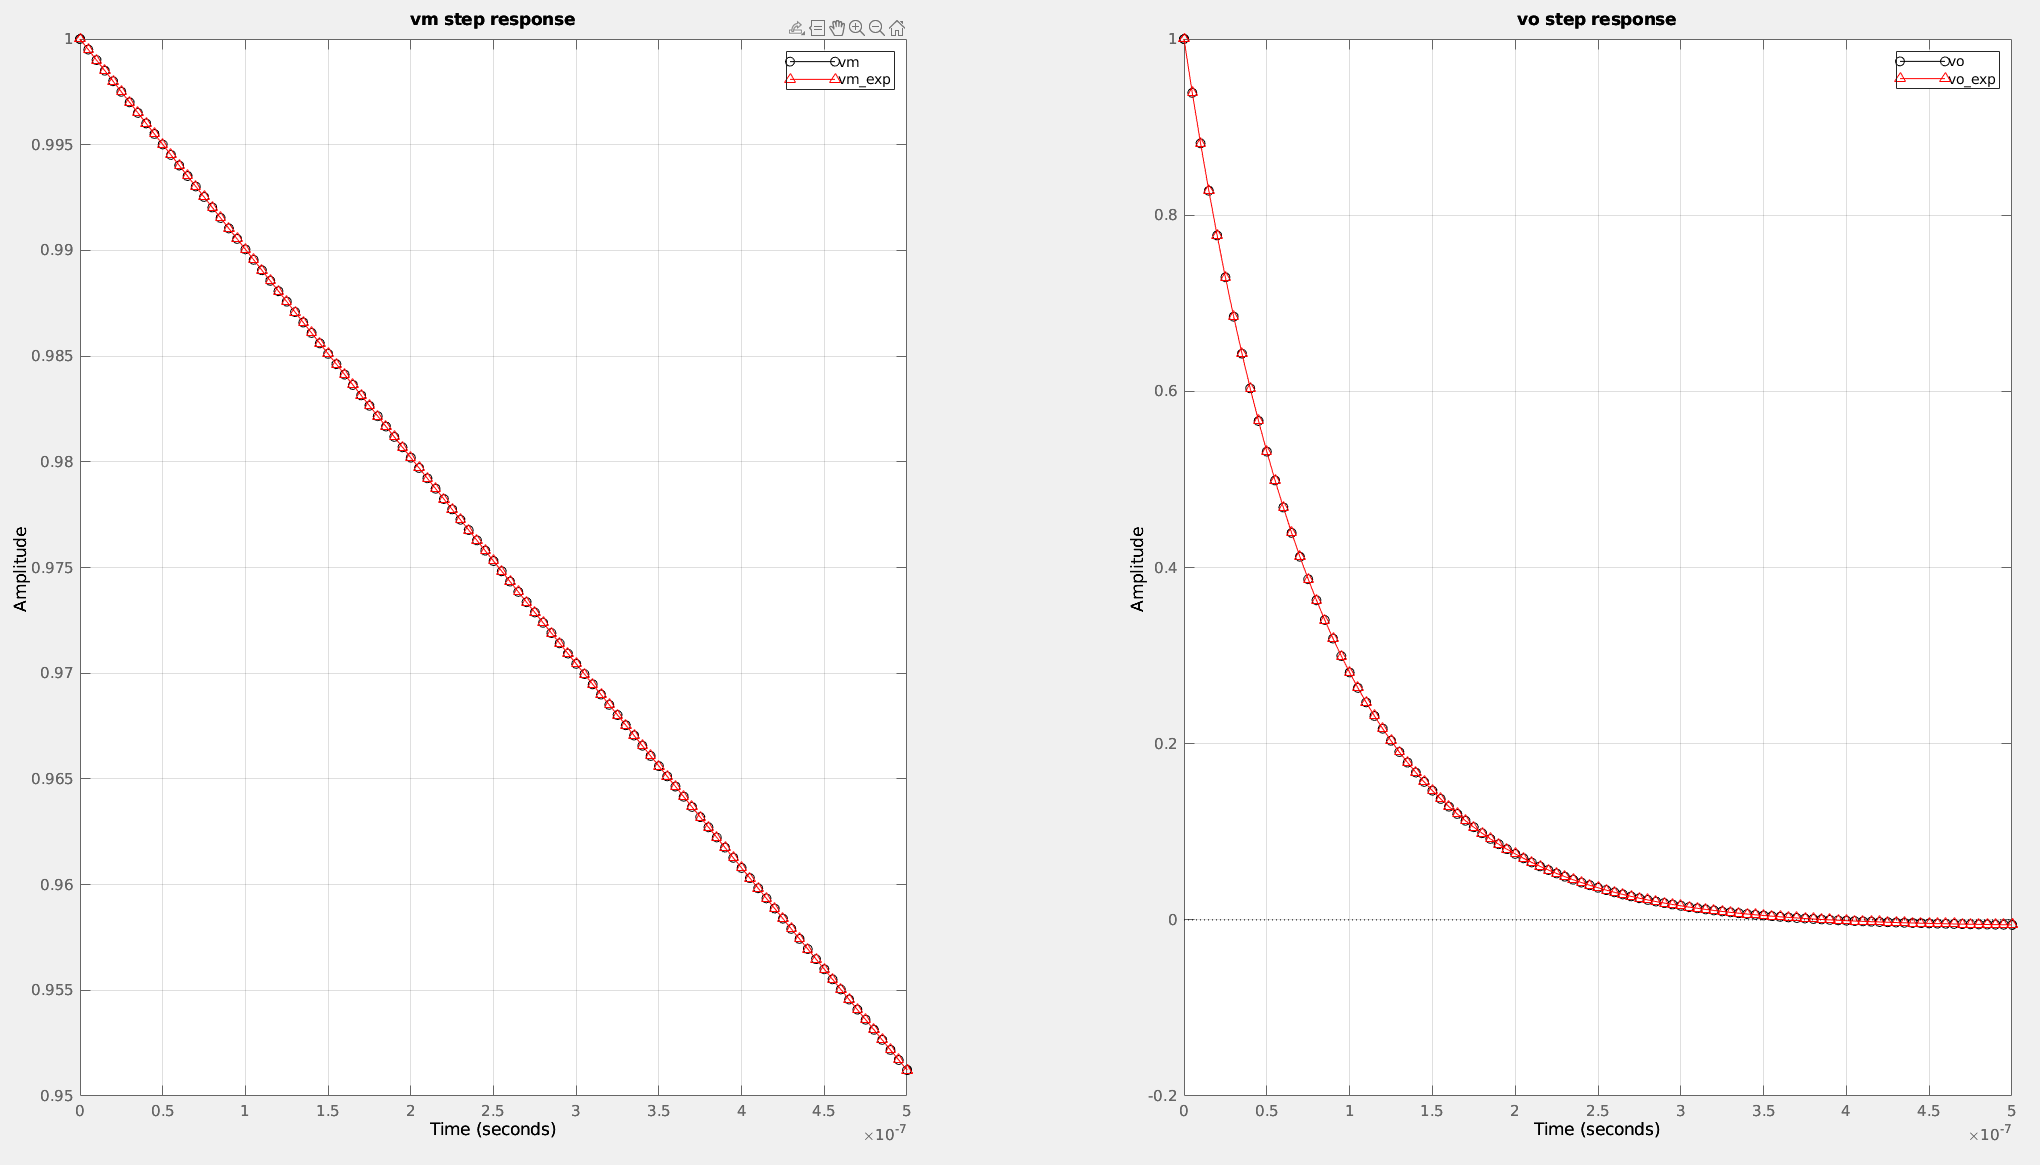 vm step response
vm
vm_exp
1
0.995
0.99
0.985
0.98
0.975
0.97
0.965
0.96
0.955
0.95
Amplitude
0 0.5 1 1.5 2 2.5 3 3.5 4 4.5 5
Time (seconds)
×10-7
vo step response
vo
vo_exp
1
0.8
0.6
0.4
0.2
0
-0.2
Amplitude
0 0.5 1 1.5 2 2.5 3 3.5 4 4.5 5
Time (seconds)
×10-7